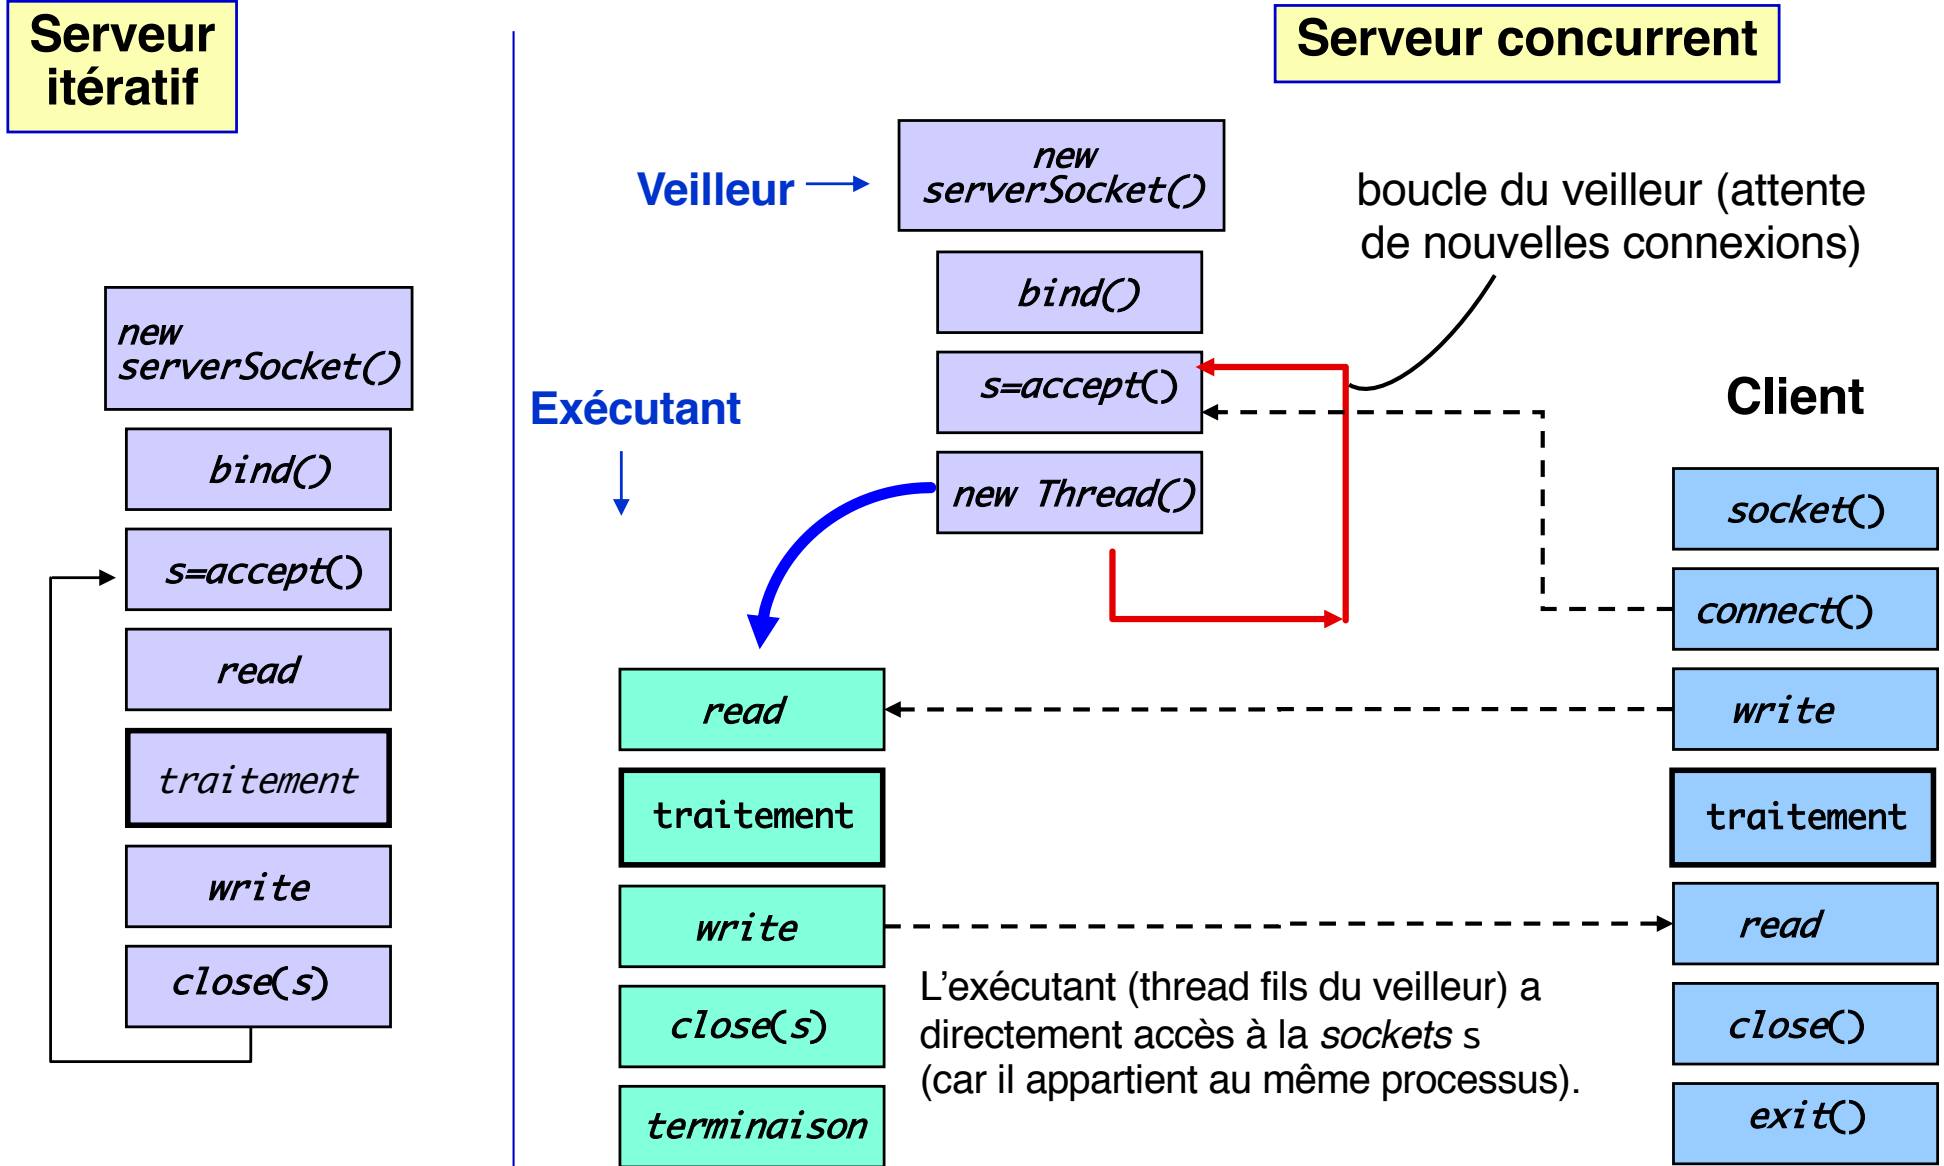 Serveur
itératif
new
serverSocket()
bind()
s=accept()
read
traitement
write
close(s)
Serveur concurrent
Veilleur
new
serverSocket()
bind()
s=accept()
new Thread()
boucle du veilleur (attente
de nouvelles connexions)
Exécutant
read
traitement
write
close(s)
terminaison
L'exécutant (thread fils du veilleur) a
directement accès à la sockets s
(car il appartient au même processus).
Client
socket()
connect()
write
traitement
read
close()
exit()